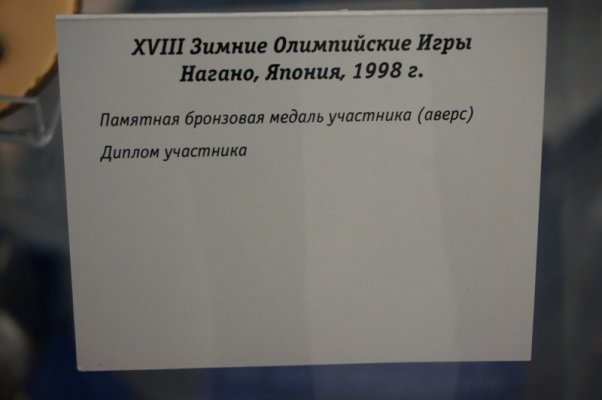 XVIII Зимние Олимпийские Игры
Нагано, Япония, 1998 г.
Памятная бронзовая медаль участника (аверс)
Диплом участника